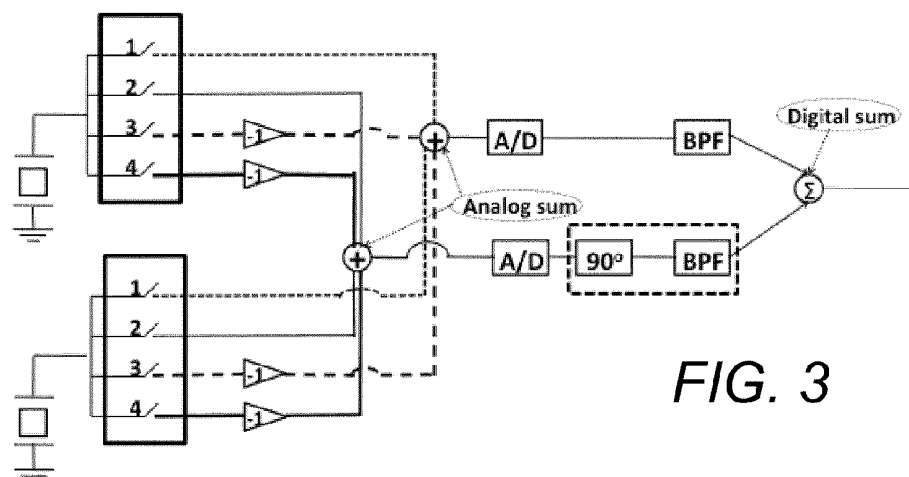 1
2
3
-1
4
-1
+
A/D
BPF
Digital sum
Σ
Analog sum
+
A/D
90°
BPF
1
2
3
-1
4
-1
FIG. 3